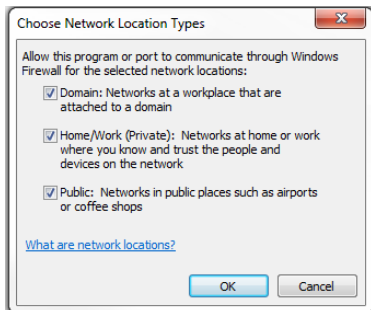 Choose Network Location Types
Allow this program or port to communicate through Windows
Firewall for the selected network locations:
Domain: Networks at a workplace that are
attached to a domain
Home/Work (Private): Networks at home or work
where you know and trust the people and
devices on the network
Public: Networks in public places such as airports
or coffee shops
What are network locations?
OK Cancel